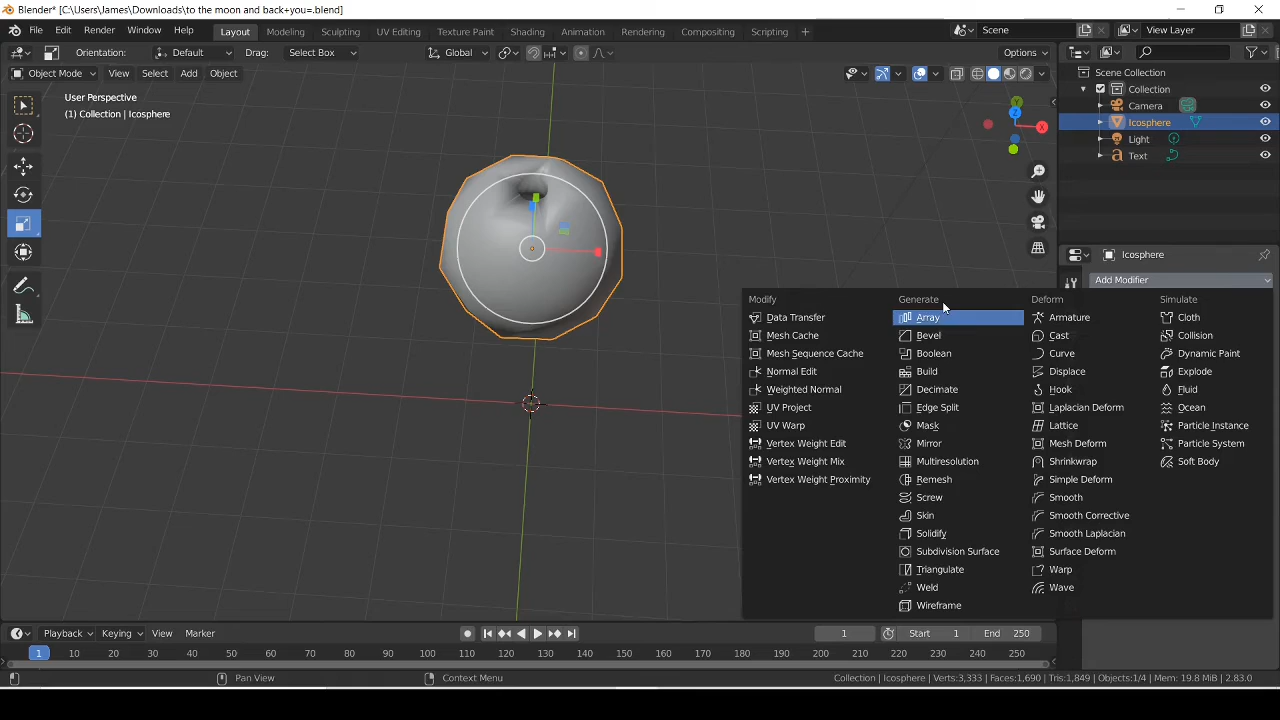 Blender* [C:\Users\James\Downloads\to the moon and back+you=.blend]
File Edit Render Window Help Layout Modeling Sculpting UV Editing Texture Paint Shading Animation Rendering Compositing Scripting + Scene View Layer
Orientation: Default Drag: Select Box Global Options
Object Mode View Select Add Object
User Perspective
(1) Collection | Icosphere
Y
Z
X
Scene Collection
Collection
Camera
Icosphere
Light
Text
Icosphere
Add Modifier
Modify
Data Transfer
Mesh Cache
Mesh Sequence Cache
Normal Edit
Weighted Normal
UV Project
UV Warp
Vertex Weight Edit
Vertex Weight Mix
Vertex Weight Proximity
Generate
Array
Bevel
Boolean
Build
Decimate
Edge Split
Mask
Mirror
Multiresolution
Remesh
Screw
Skin
Solidify
Subdivision Surface
Triangulate
Weld
Wireframe
Deform
Armature
Cast
Curve
Displace
Hook
Laplacian Deform
Lattice
Mesh Deform
Shrinkwrap
Simple Deform
Smooth
Smooth Corrective
Smooth Laplacian
Surface Deform
Warp
Wave
Simulate
Cloth
Collision
Dynamic Paint
Explode
Fluid
Ocean
Particle Instance
Particle System
Soft Body
Playback Keying View Marker 1 Start 1 End 250
1 10 20 30 40 50 60 70 80 90 100 110 120 130 140 150 160 170 180 190 200 210 220 230 240 250
Pan View Context Menu Collection | Icosphere | Verts:3,333 | Faces:1,690 | Tris:1,849 | Objects:1/4 | Mem: 19.8 MiB | 2.83.0